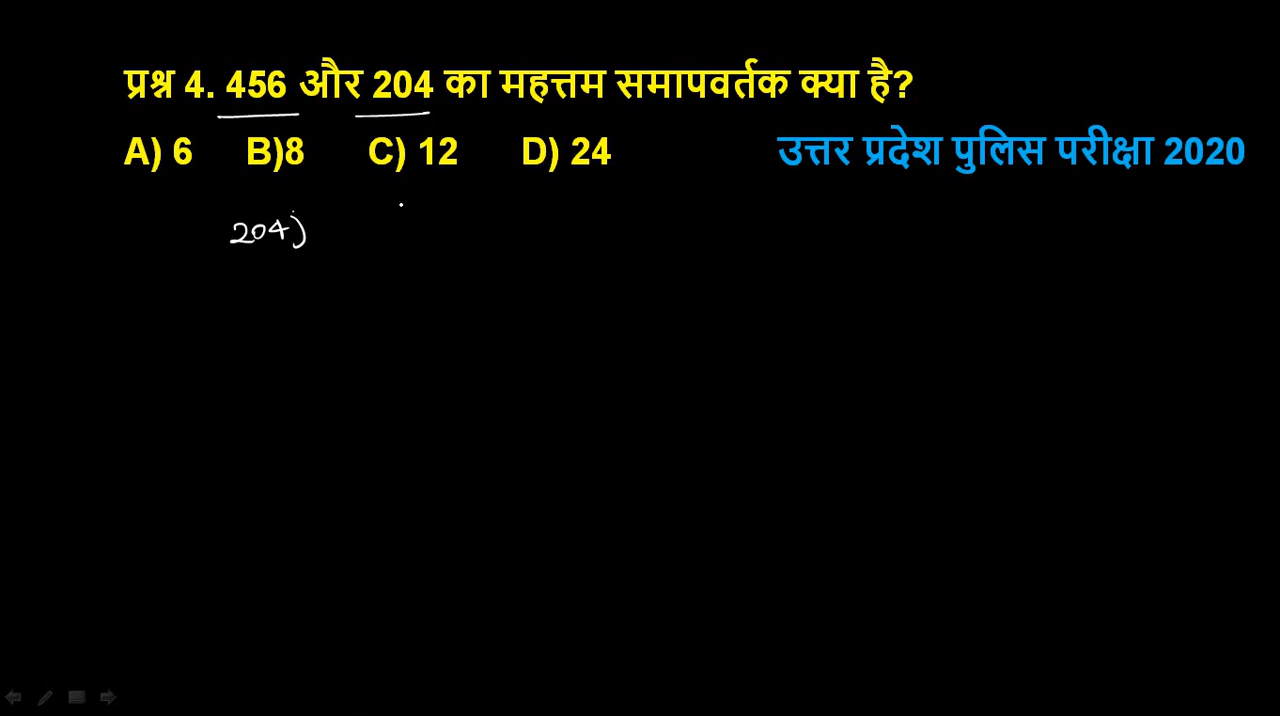 प्रश्न 4. 456 और 204 का महत्तम समापवर्तक क्या है?
A) 6 B)8 C) 12 D) 24 उत्तर प्रदेश पुलिस परीक्षा 2020
204)